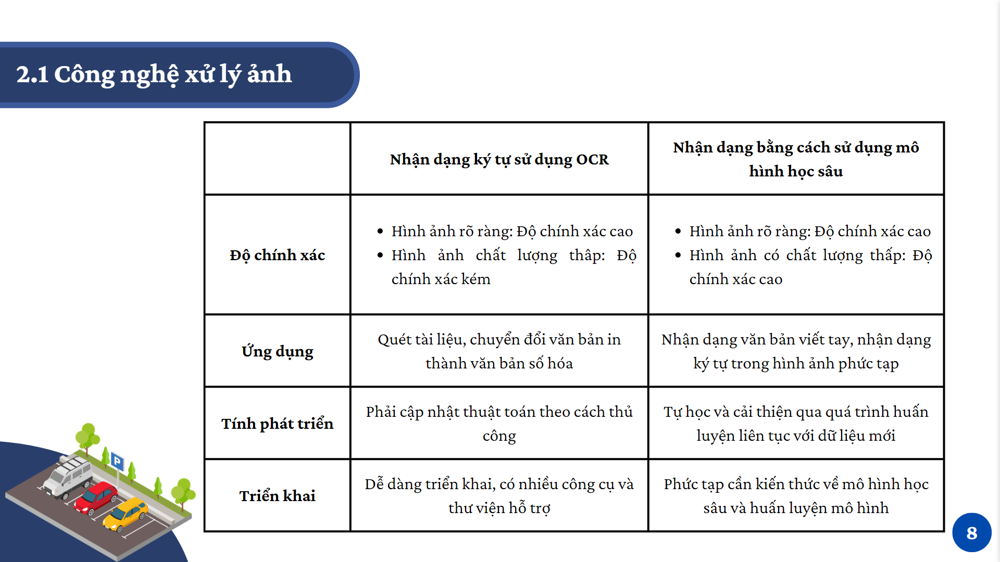 2.1 Công nghệ xử lý ảnh
Nhận dạng ký tự sử dụng OCR
Nhận dạng bằng cách sử dụng mô
hình học sâu
Độ chính xác
Hình ảnh rõ ràng: Độ chính xác cao
Hình ảnh chất lượng thâp: Độ
chính xác kém
Hình ảnh rõ ràng: Độ chính xác cao
Hình ảnh có chất lượng thấp: Độ
chính xác cao
Ứng dụng
Quét tài liệu, chuyển đổi văn bản in
thành văn bản số hóa
Nhận dạng văn bản viết tay, nhận dạng
ký tự trong hình ảnh phức tạp
Tính phát triển
Phải cập nhật thuật toán theo cách thủ
công
Tự học và cải thiện qua quá trình huấn
luyện liên tục với dữ liệu mới
Triển khai
Dễ dàng triển khai, có nhiều công cụ và
thư viện hỗ trợ
Phức tạp cần kiến thức về mô hình học
sâu và huấn luyện mô hình
P
8